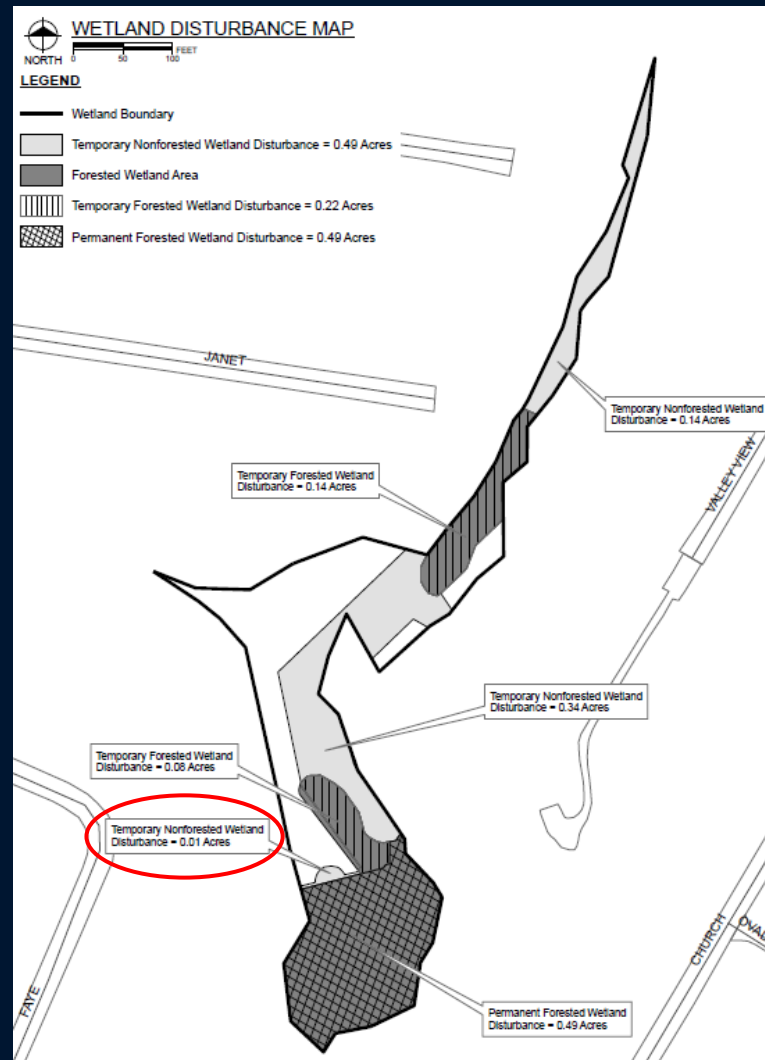 WETLAND DISTURBANCE MAP
NORTH
0 50 100 FEET
LEGEND
Wetland Boundary
Temporary Nonforested Wetland Disturbance = 0.49 Acres
Forested Wetland Area
Temporary Forested Wetland Disturbance = 0.22 Acres
Permanent Forested Wetland Disturbance = 0.49 Acres
JANET
Temporary Nonforested Wetland
Disturbance = 0.14 Acres
VALLEY VIEW
Temporary Forested Wetland
Disturbance = 0.14 Acres
Temporary Nonforested Wetland
Disturbance = 0.34 Acres
Temporary Forested Wetland
Disturbance = 0.08 Acres
Temporary Nonforested Wetland
Disturbance = 0.01 Acres
CHURCH
OVAL
FAYE
Permanent Forested Wetland
Disturbance = 0.49 Acres